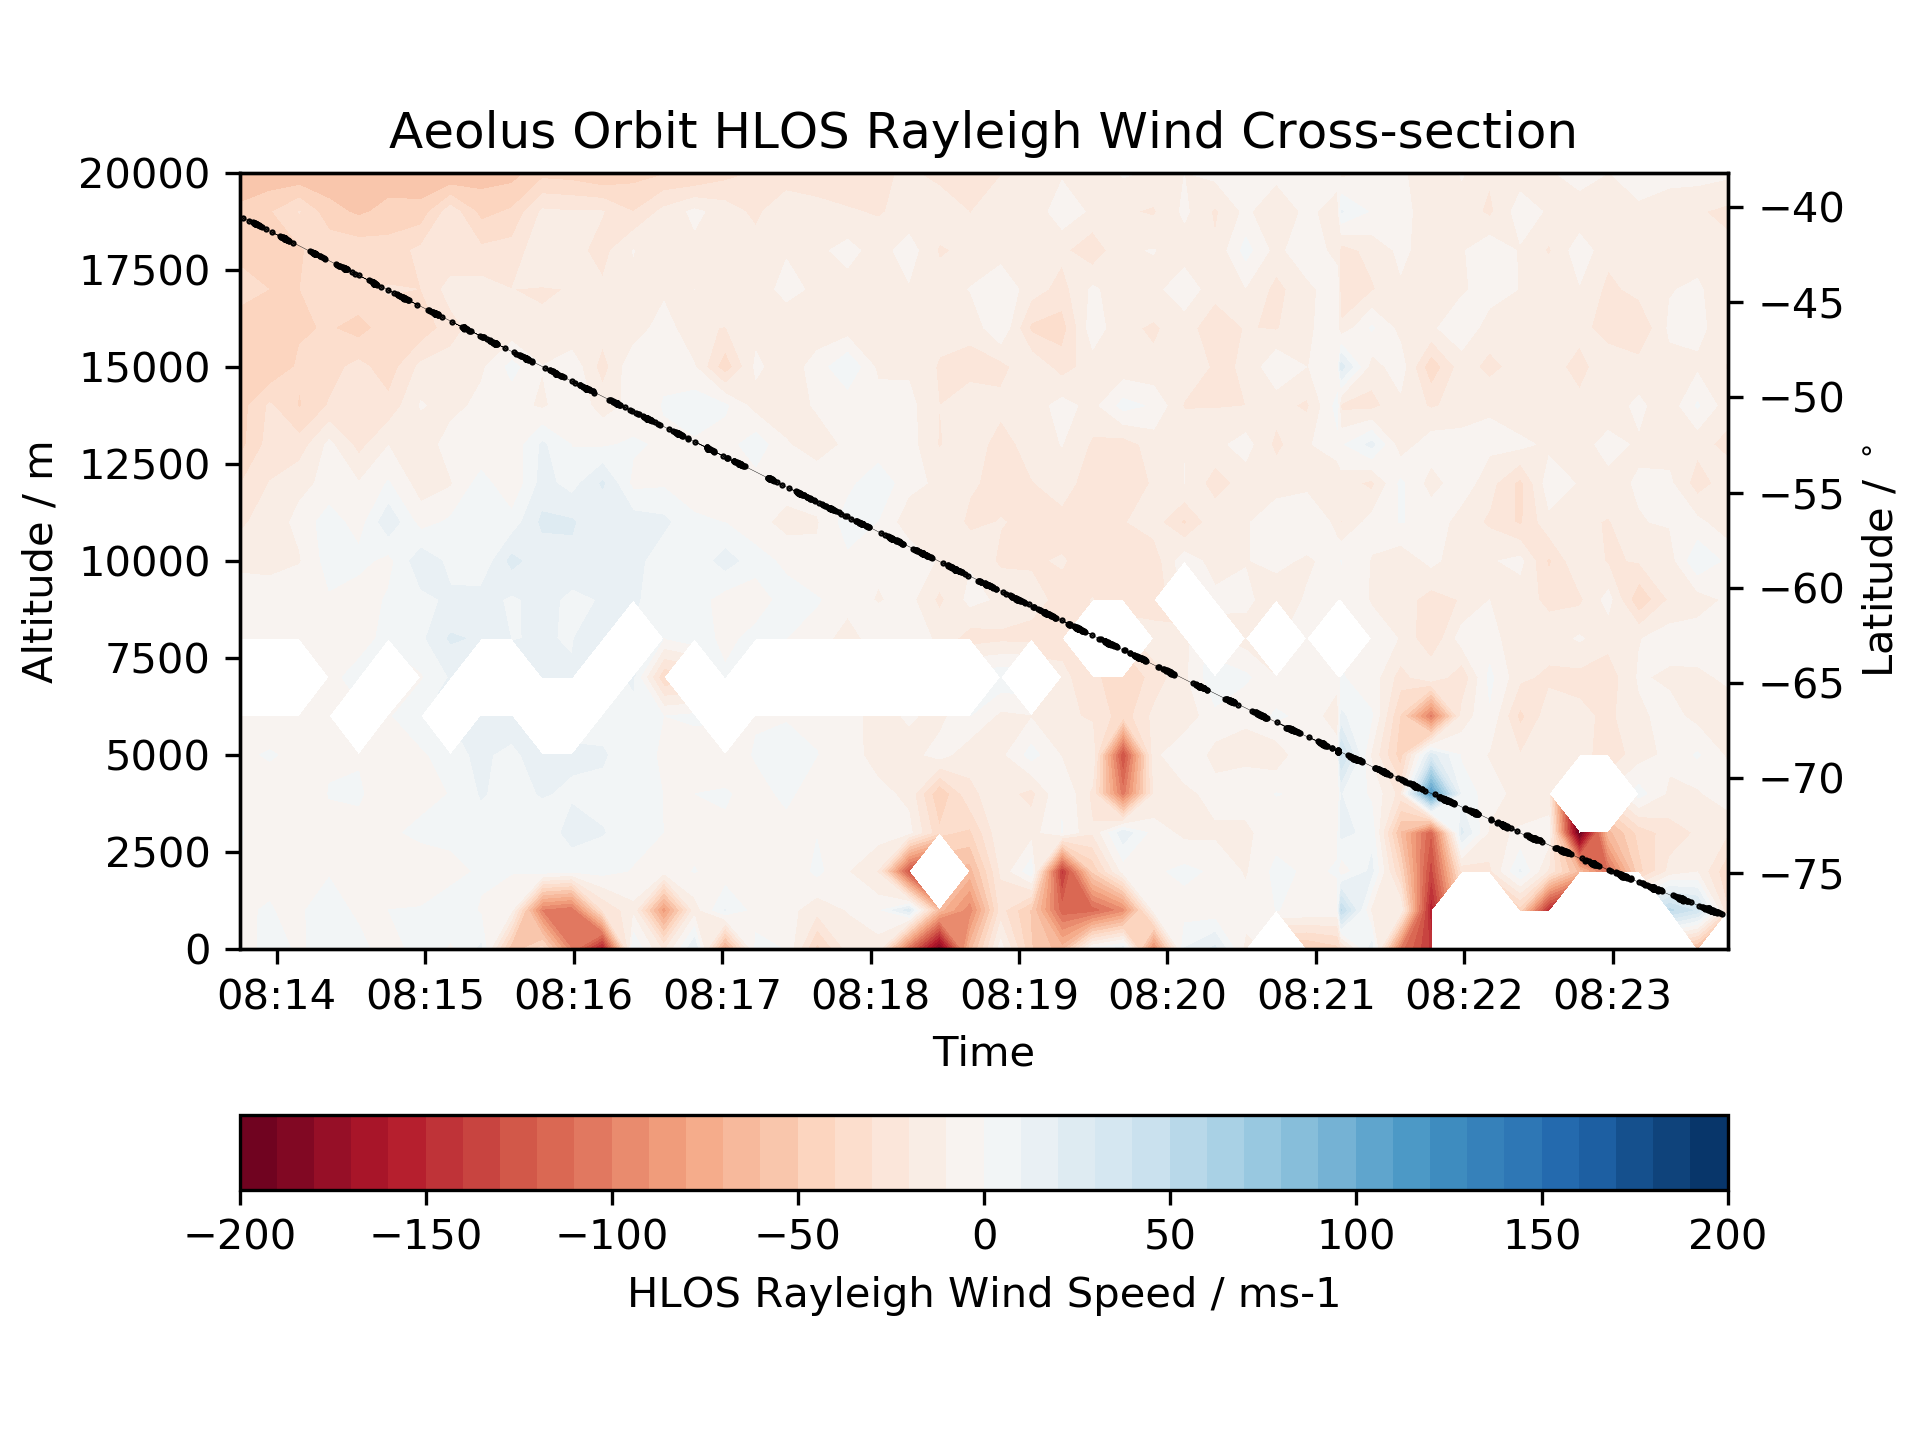 Aeolus Orbit HLOS Rayleigh Wind Cross-section
20000
17500
15000
12500
10000
7500
5000
2500
0
Altitude / m
−40
−45
−50
−55
−60
−65
−70
−75
Latitude / °
08:14 08:15 08:16 08:17 08:18 08:19 08:20 08:21 08:22 08:23
Time
−200 −150 −100 −50 0 50 100 150 200
HLOS Rayleigh Wind Speed / ms-1